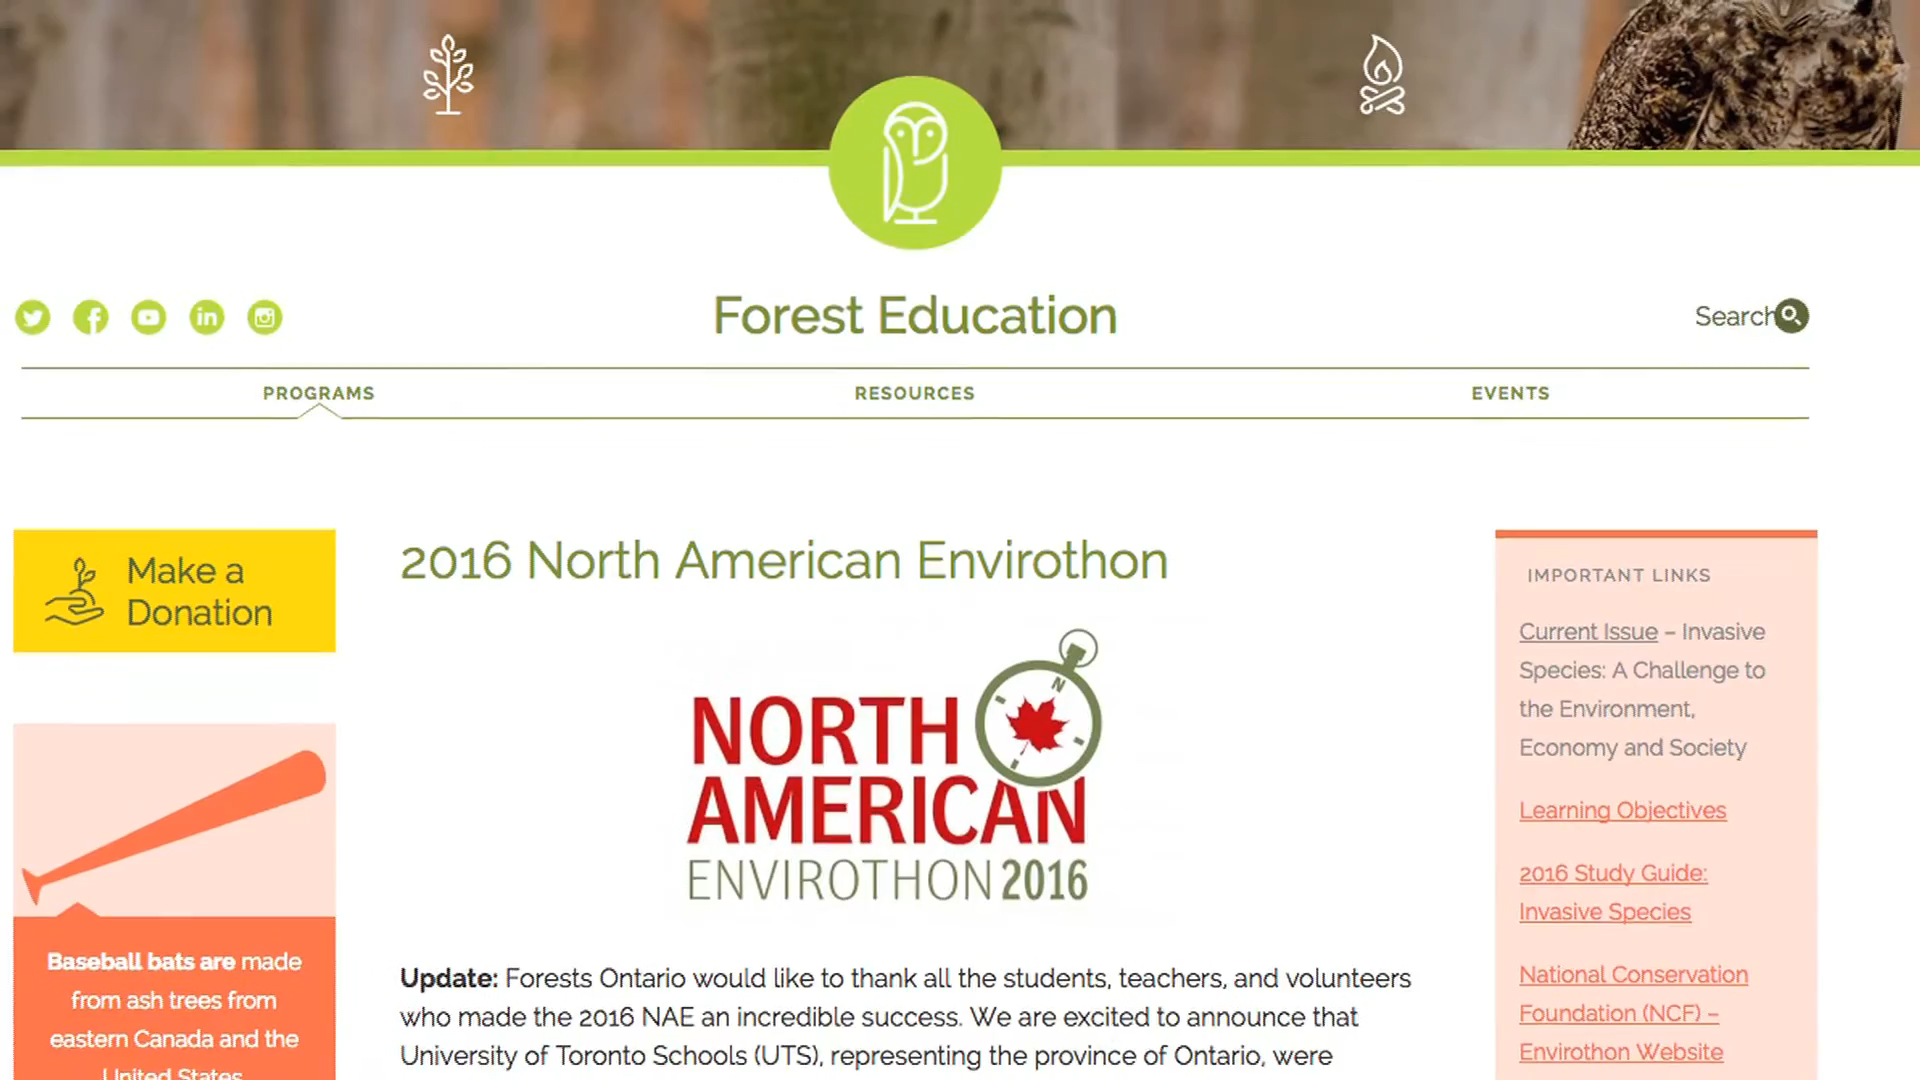 Forest Education
Search
PROGRAMS
RESOURCES
EVENTS
Make a
Donation
Baseball bats are made
from ash trees from
eastern Canada and the
United States
2016 North American Envirothon
N
NORTH
AMERICAN
ENVIROTHON 2016
Update: Forests Ontario would like to thank all the students, teachers, and volunteers
who made the 2016 NAE an incredible success. We are excited to announce that
University of Toronto Schools (UTS), representing the province of Ontario, were
IMPORTANT LINKS
Current Issue – Invasive
Species: A Challenge to
the Environment,
Economy and Society
Learning Objectives
2016 Study Guide:
Invasive Species
National Conservation
Foundation (NCF) –
Envirothon Website